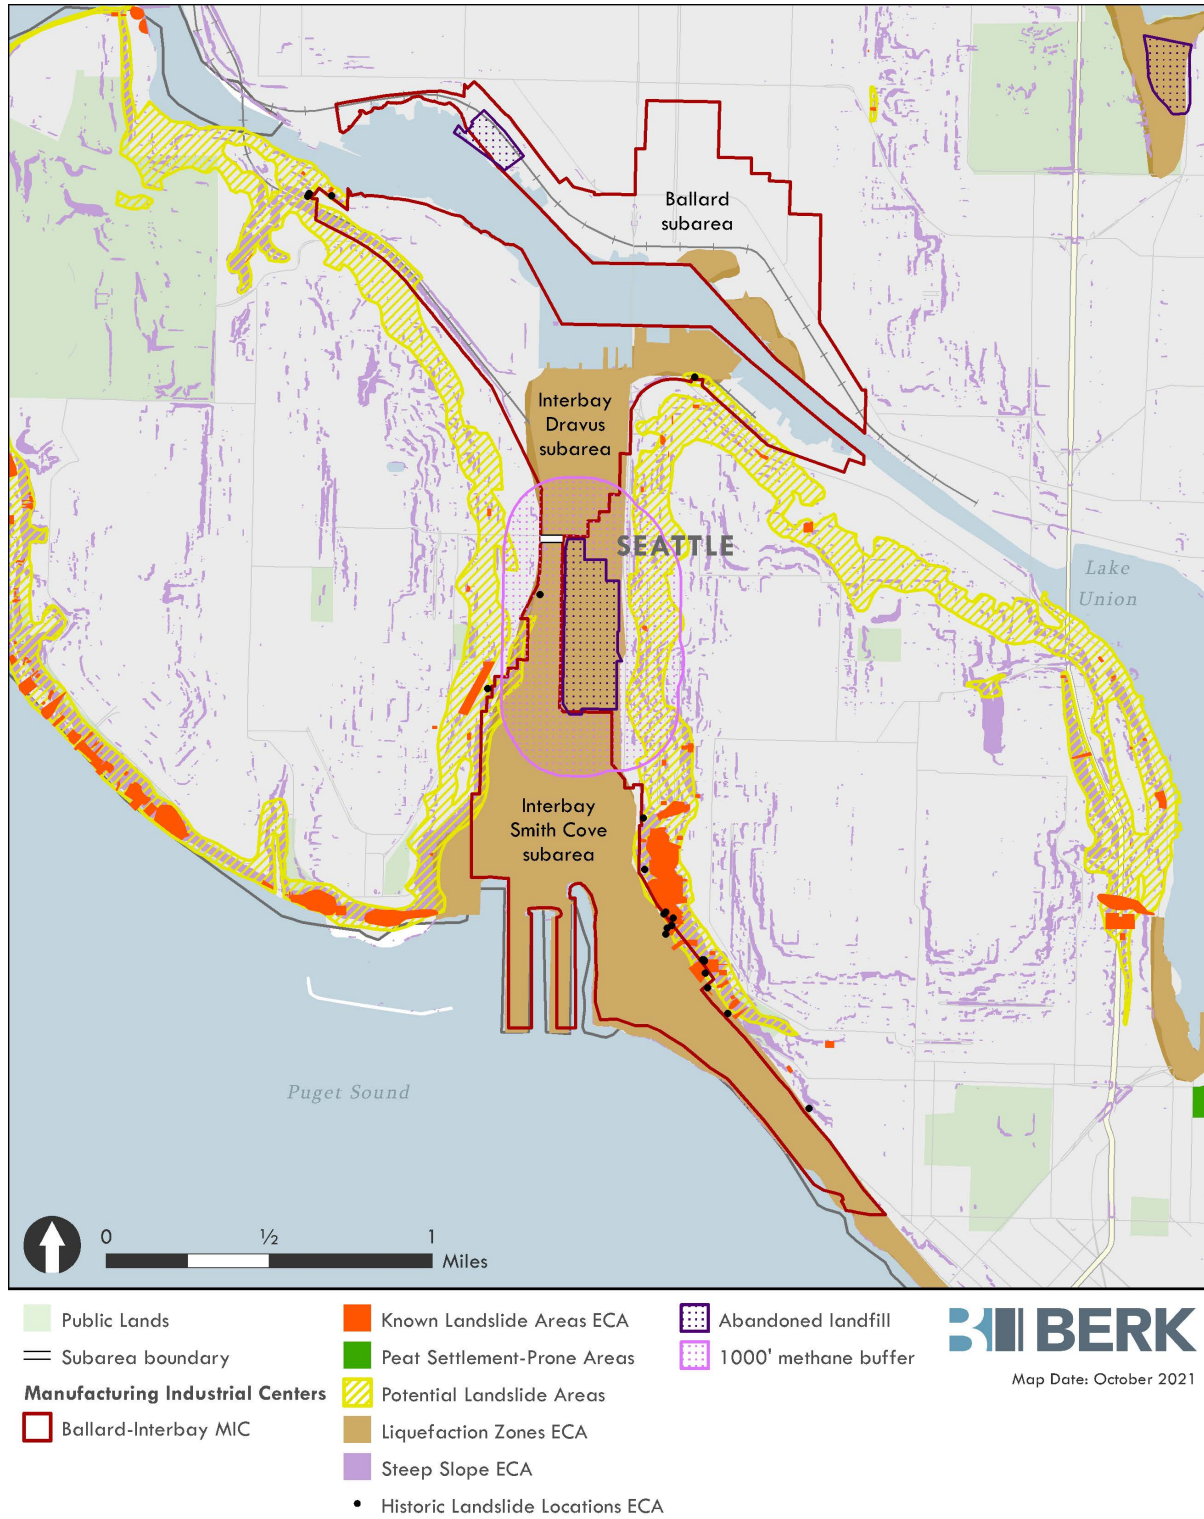 Ballard
subarea
Interbay
Dravus
subarea
SEATTLE
Lake
Union
Interbay
Smith Cove
subarea
Puget Sound
0 ½ 1
Miles
Public Lands
Subarea boundary
Manufacturing Industrial Centers
Ballard-Interbay MIC
Known Landslide Areas ECA
Peat Settlement-Prone Areas
Potential Landslide Areas
Liquefaction Zones ECA
Steep Slope ECA
Historic Landslide Locations ECA
Abandoned landfill
1000' methane buffer
BERK
Map Date: October 2021